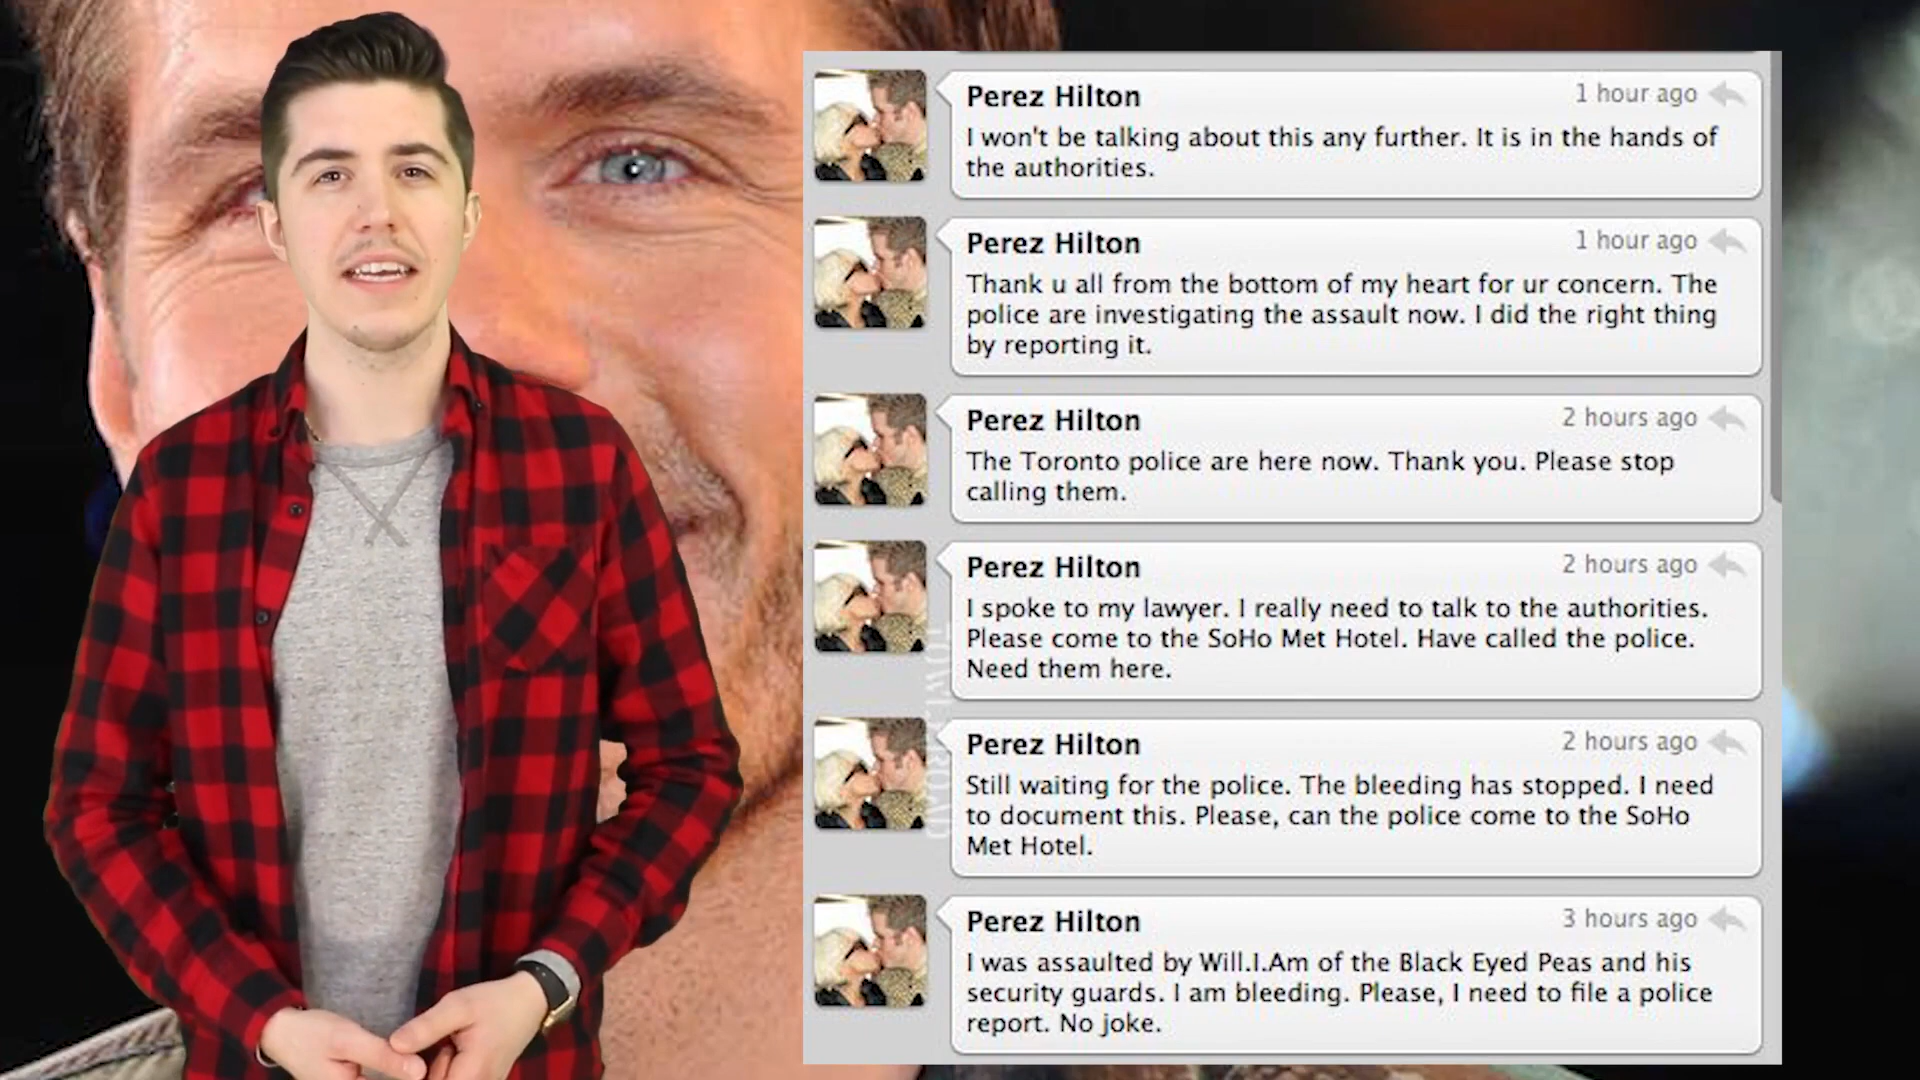 Perez Hilton
1 hour ago
I won't be talking about this any further. It is in the hands of
the authorities.
Perez Hilton
1 hour ago
Thank u all from the bottom of my heart for ur concern. The
police are investigating the assault now. I did the right thing
by reporting it.
Perez Hilton
2 hours ago
The Toronto police are here now. Thank you. Please stop
calling them.
Perez Hilton
2 hours ago
I spoke to my lawyer. I really need to talk to the authorities.
Please come to the SoHo Met Hotel. Have called the police.
Need them here.
Perez Hilton
2 hours ago
Still waiting for the police. The bleeding has stopped. I need
to document this. Please, can the police come to the SoHo
Met Hotel.
Perez Hilton
3 hours ago
I was assaulted by Will.I.Am of the Black Eyed Peas and his
security guards. I am bleeding. Please, I need to file a police
report. No joke.